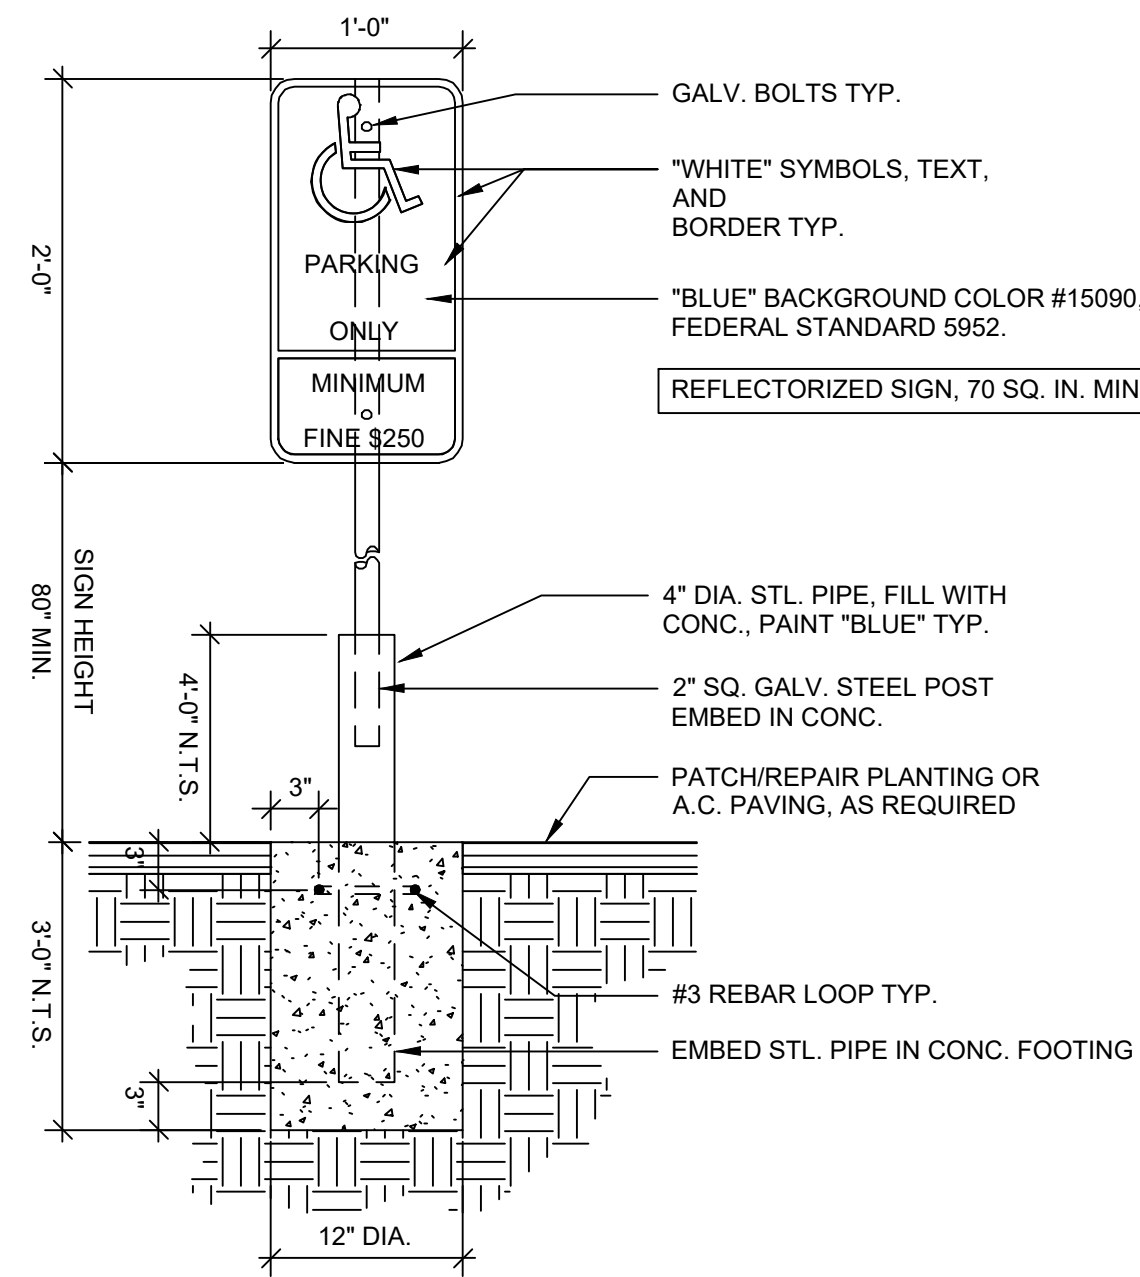 1'-0"
GALV. BOLTS TYP.
"WHITE" SYMBOLS, TEXT,
AND
BORDER TYP.
PARKING
ONLY
MINIMUM
FINE $250
"BLUE" BACKGROUND COLOR #15090,
FEDERAL STANDARD 5952.
REFLECTORIZED SIGN, 70 SQ. IN. MIN
2'-0"
SIGN HEIGHT
80" MIN.
4'-0" N.T.S.
4" DIA. STL. PIPE, FILL WITH
CONC., PAINT "BLUE" TYP.
2" SQ. GALV. STEEL POST
EMBED IN CONC.
PATCH/REPAIR PLANTING OR
A.C. PAVING, AS REQUIRED
3"
3"
3'-0" N.T.S.
#3 REBAR LOOP TYP.
EMBED STL. PIPE IN CONC. FOOTING
3"
12" DIA.